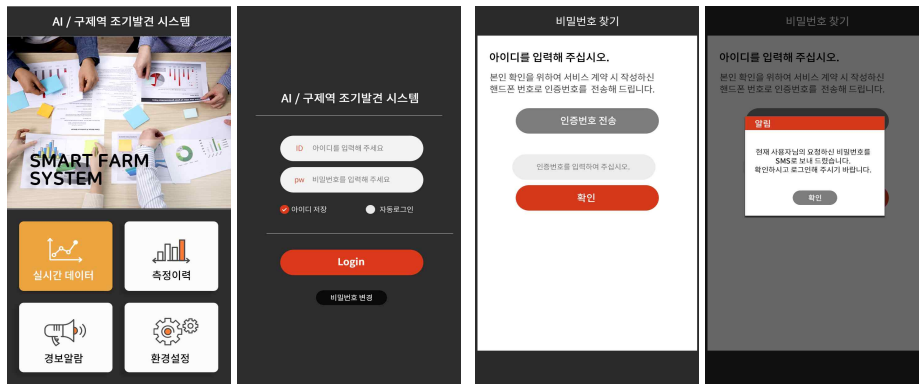 AI / 구제역 조기발견 시스템
SMART FARM
SYSTEM
실시간 데이터
측정이력
경보알람
환경설정
AI / 구제역 조기발견 시스템
ID 아이디를 입력해 주세요
pw 비밀번호를 입력해 주세요
아이디 저장 자동로그인
Login
비밀번호 변경
비밀번호 찾기
아이디를 입력해 주십시오.
본인 확인을 위하여 서비스 계약 시 작성하신
핸드폰 번호로 인증번호를 전송해 드립니다.
인증번호 전송
인증번호를 입력하여 주십시오.
확인
비밀번호 찾기
아이디를 입력해 주십시오.
본인 확인을 위하여 서비스 계약 시 작성하신
핸드폰 번호로 인증번호를 전송해 드립니다.
알림
현재 사용자님의 요청하신 비밀번호를
SMS로 보내 드렸습니다.
확인하시고 로그인해 주시기 바랍니다.
확인